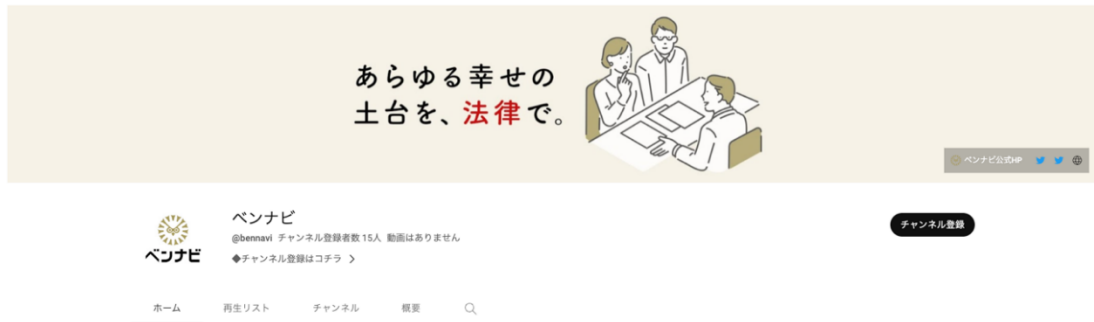 あらゆる幸せの
土台を、法律で。
ベンナビ公式HP
ベンナビ
ベンナビ
@bennavi チャンネル登録者数 15人 動画はありません
◆チャンネル登録はコチラ
チャンネル登録
ホーム 再生リスト チャンネル 概要